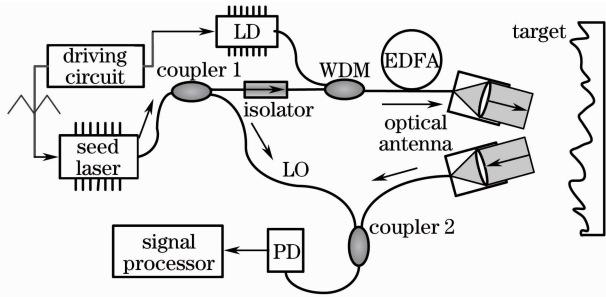 LD
target
driving
circuit
coupler 1
WDM
EDFA
isolator
optical
antenna
seed
laser
LO
coupler 2
signal
processor
PD